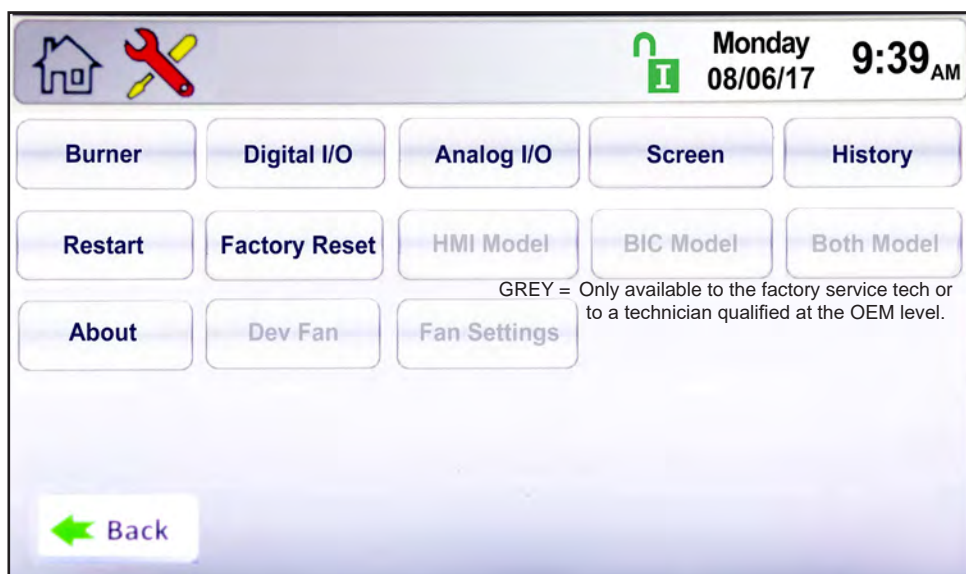 I
Monday
08/06/17
9:39 AM
Burner
Digital I/O
Analog I/O
Screen
History
Restart
Factory Reset
HMI Model
BIC Model
Both Model
GREY = Only available to the factory service tech or
to a technician qualified at the OEM level.
About
Dev Fan
Fan Settings
Back